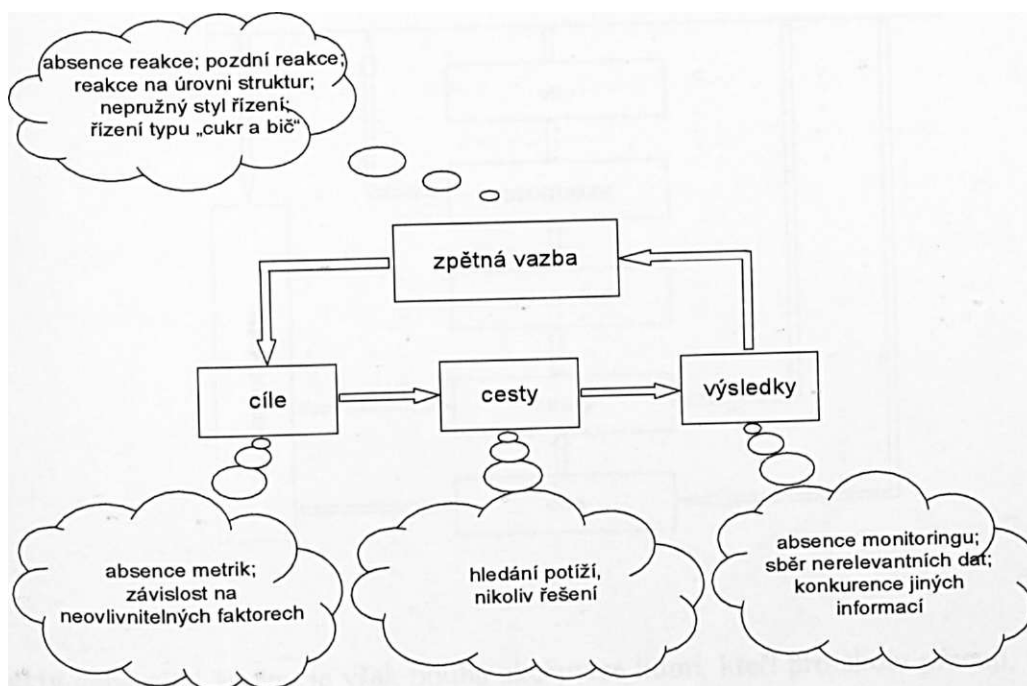 absence reakce; pozdní reakce;
reakce na úrovni struktur;
nepružný styl řízení;
řízení typu „cukr a bič“
zpětná vazba
cíle
cesty
výsledky
absence metrik;
závislost na
neovlivnitelných faktorech
hledání potíží,
nikoliv řešení
absence monitoringu;
sběr nerelevantních dat;
konkurence jiných
informací